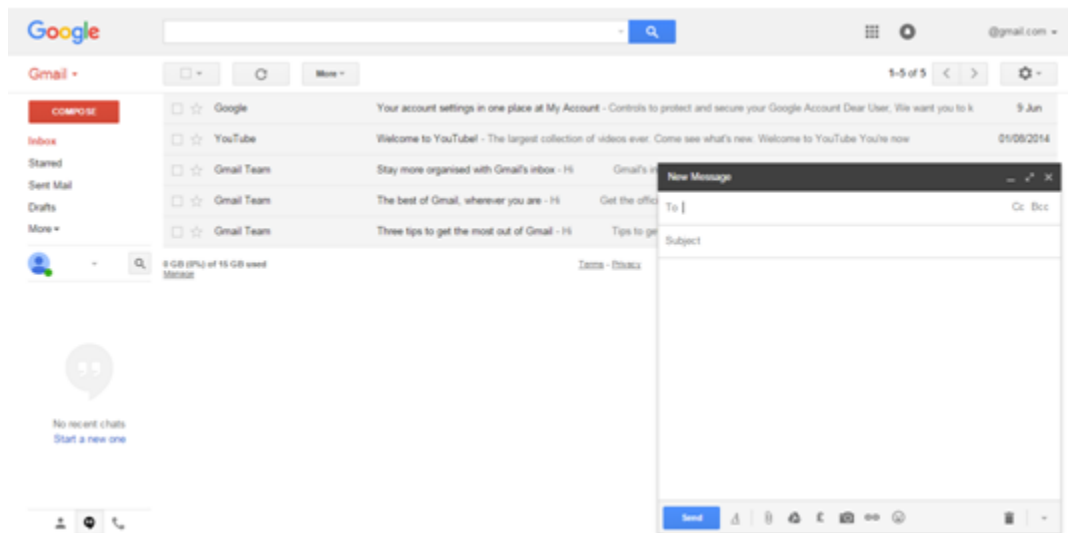 Google
@gmail.com
Gmail
More
1-5 of 5
COMPOSE
Google Your account settings in one place at My Account - Controls to protect and secure your Google Account Dear User, We want you to k 9 Jun
Inbox
YouTube Welcome to YouTube! - The largest collection of videos ever. Come see what's new. Welcome to YouTube You're now 01/08/2014
Starred
Gmail Team Stay more organised with Gmail's inbox - Hi Gmail's in
Sent Mail
Gmail Team The best of Gmail, wherever you are - Hi Get the offici
Drafts
Gmail Team Three tips to get the most out of Gmail - Hi Tips to ge
More
0 GB (0%) of 15 GB used
Manage
Terms - Privacy
No recent chats
Start a new one
New Message
To Cc Bcc
Subject
Send